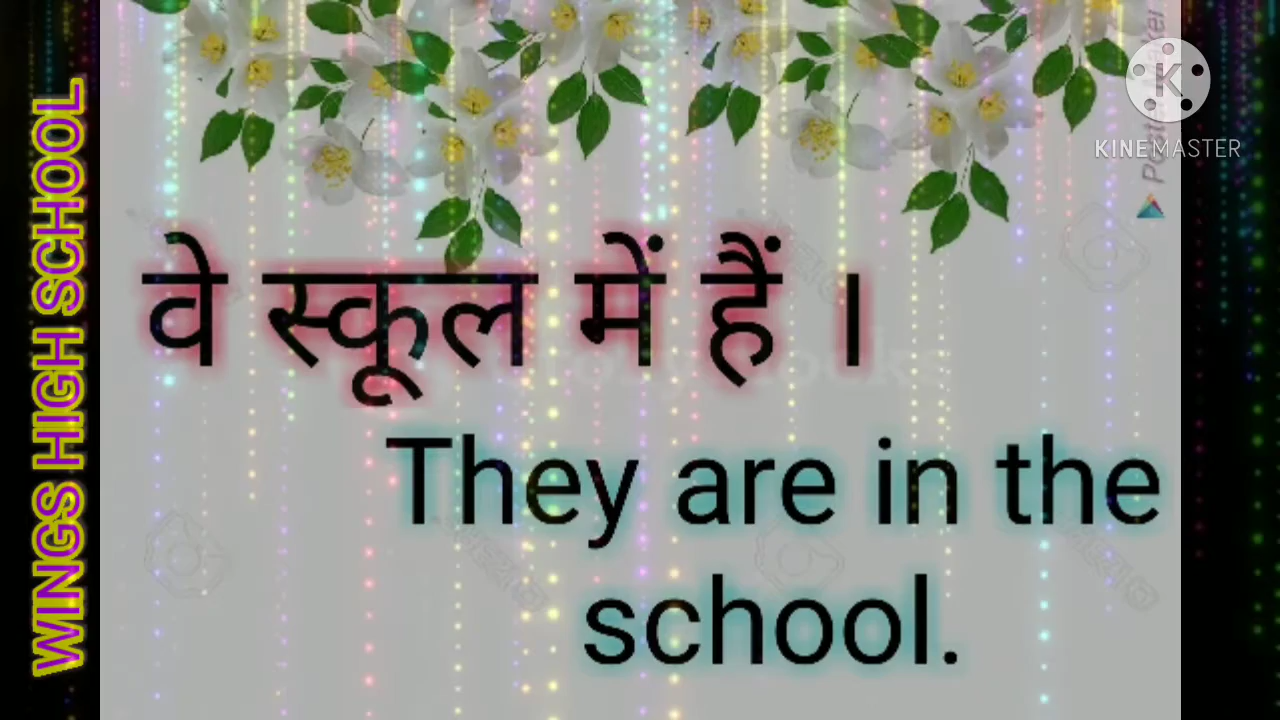 WINGS HIGH SCHOOL
KINEMASTER
वे स्कूल में हैं ।
They are in the
school.